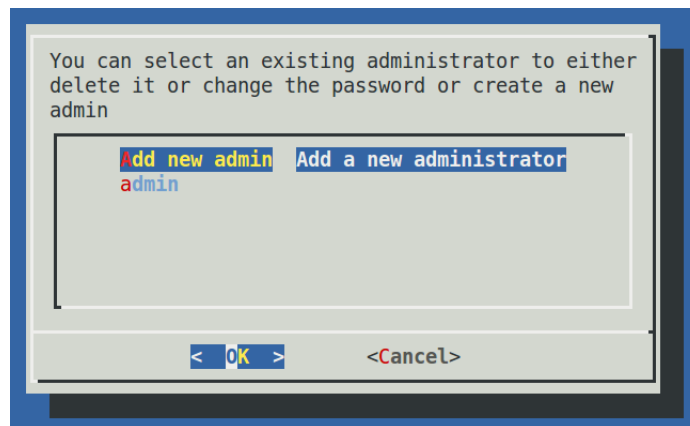 You can select an existing administrator to either
delete it or change the password or create a new
admin
Add new admin  Add a new administrator
admin
<  OK  >  <Cancel>